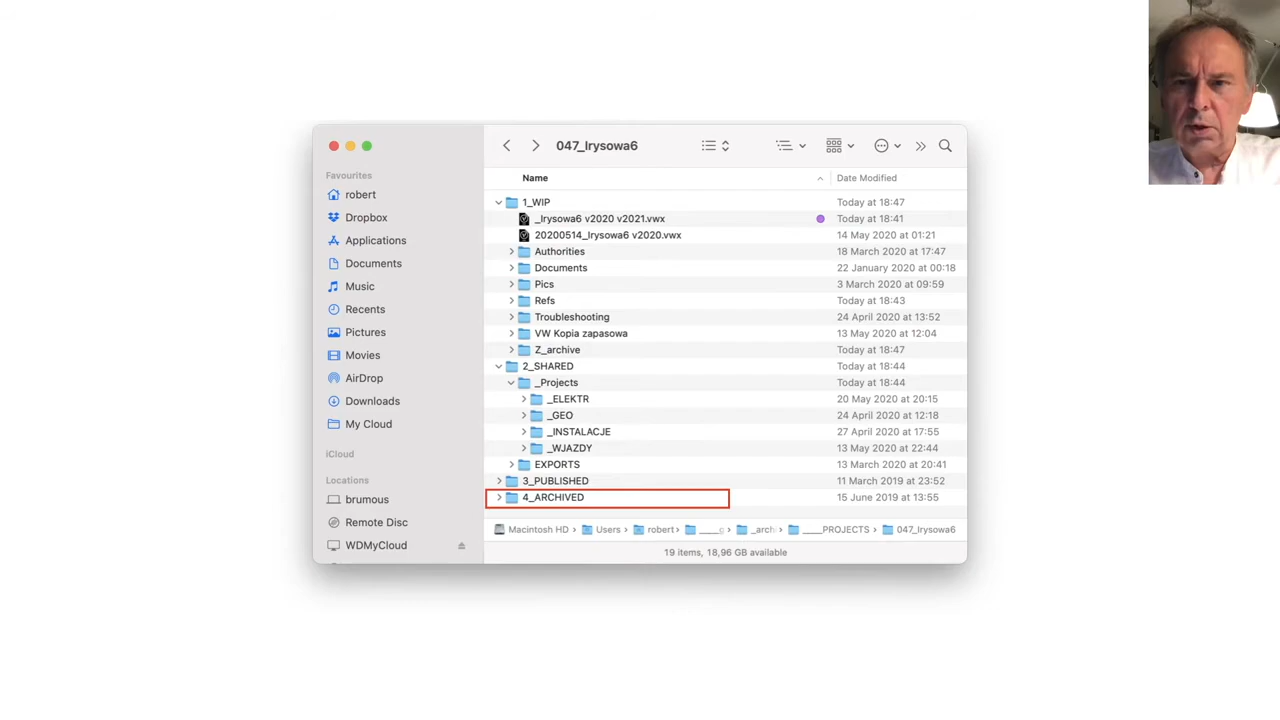 047_Irysowa6
Favourites
robert
Dropbox
Applications
Documents
Music
Recents
Pictures
Movies
AirDrop
Downloads
My Cloud
iCloud
Locations
brumous
Remote Disc
WDMyCloud
Name Date Modified
1_WIP Today at 18:47
_Irysowa6 v2020 v2021.vwx Today at 18:41
20200514_Irysowa6 v2020.vwx 14 May 2020 at 01:21
Authorities 18 March 2020 at 17:47
Documents 22 January 2020 at 00:18
Pics 3 March 2020 at 09:59
Refs Today at 18:43
Troubleshooting 24 April 2020 at 13:52
VW Kopia zapasowa 13 May 2020 at 12:04
Z_archive Today at 18:47
2_SHARED Today at 18:44
_Projects Today at 18:44
_ELEKTR 20 May 2020 at 20:15
_GEO 24 April 2020 at 12:18
_INSTALACJE 27 April 2020 at 17:55
_WJAZDY 13 May 2020 at 22:44
EXPORTS 13 March 2020 at 20:41
3_PUBLISHED 11 March 2019 at 23:52
4_ARCHIVED 15 June 2019 at 13:55
Macintosh HD Users robert _arch ____PROJECTS 047_Irysowa6
19 items, 18,96 GB available